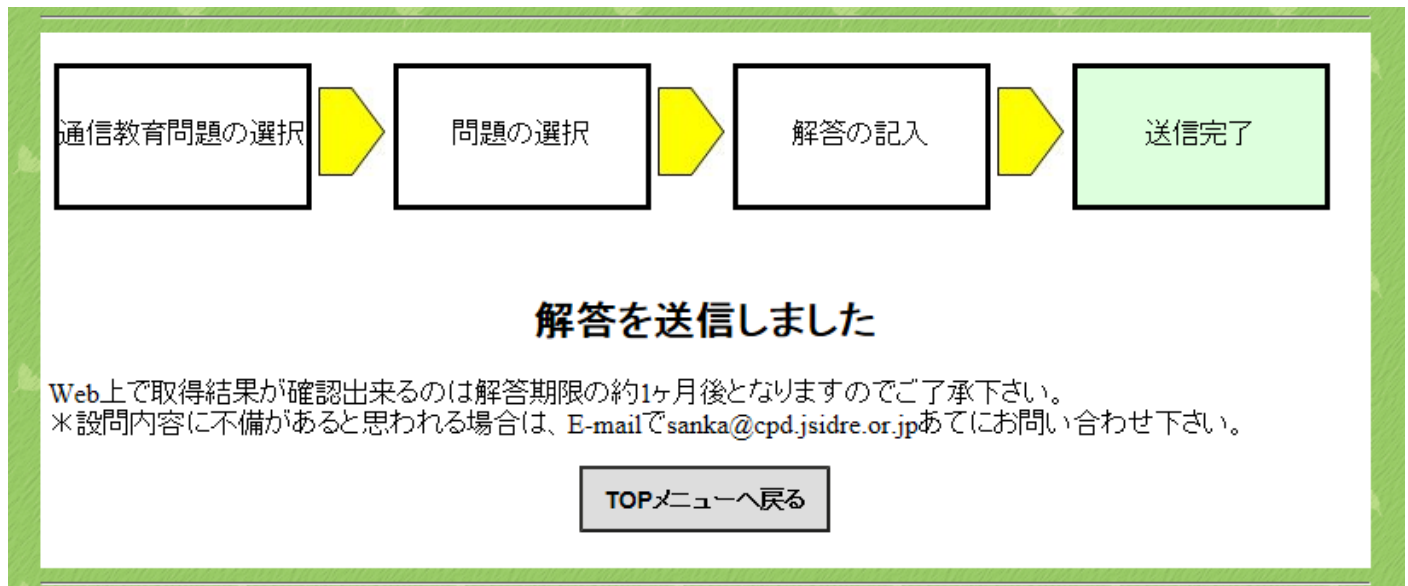 通信教育問題の選択
問題の選択
解答の記入
送信完了
解答を送信しました
Web上で取得結果が確認出来るのは解答期限の約1ヶ月後となりますのでご了承下さい。
※設問内容に不備があると思われる場合は、E-mailでsanka@cpd.jsidre.or.jpあてにお問い合わせ下さい。
TOPメニューへ戻る